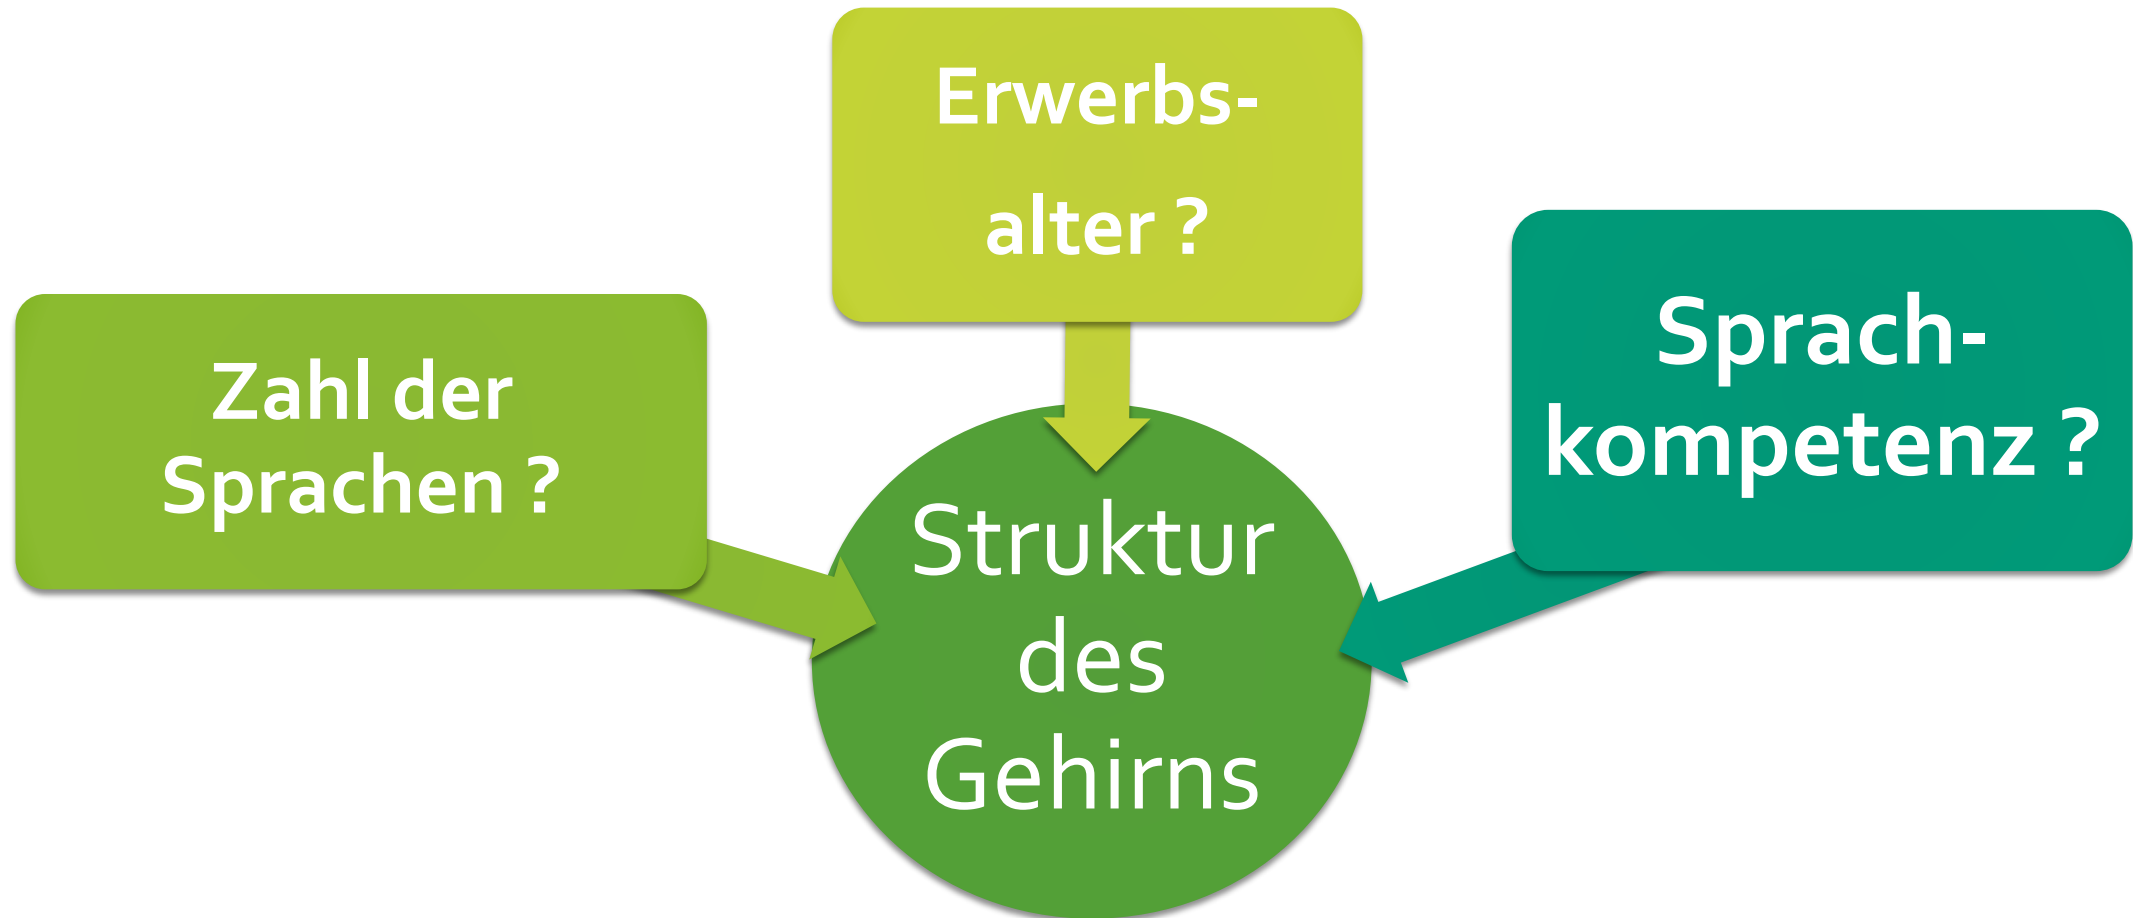 Erwerbs-
alter ?
Zahl der
Sprachen ?
Sprach-
kompetenz ?
Struktur
des
Gehirns